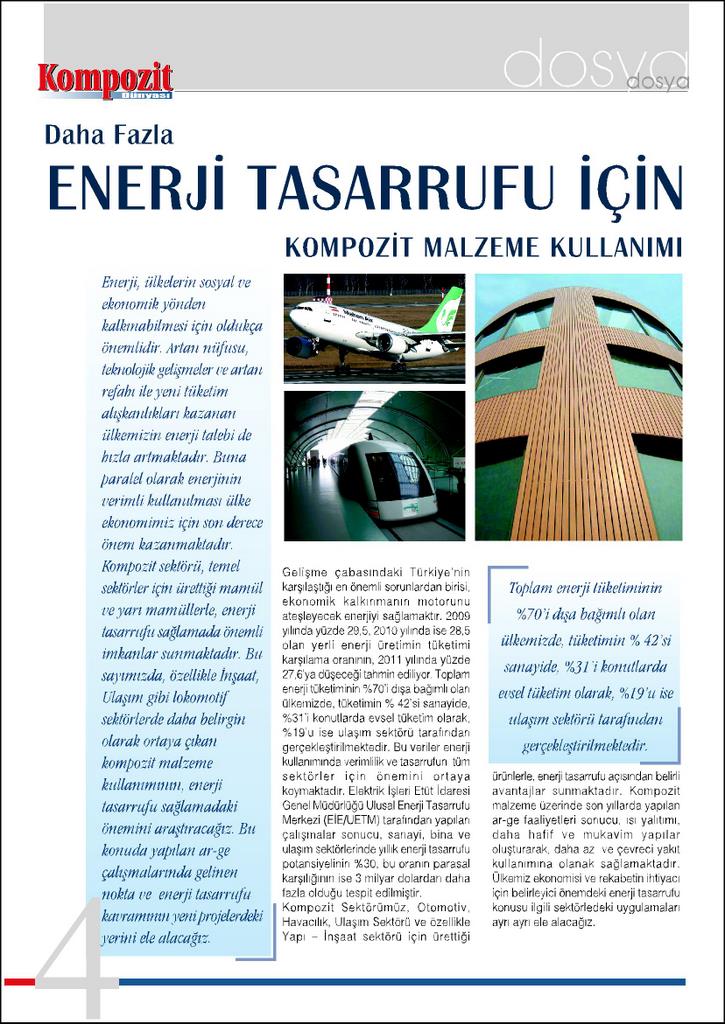 dosya
dosya
Kompozit
Dünyası
Daha Fazla
ENERJİ TASARRUFU İÇİN
KOMPOZİT MALZEME KULLANIMI
Enerji, ülkelerin sosyal ve
ekonomik yönden
kalkınabilmesi için oldukça
önemlidir. Artan nüfusu,
teknolojik gelişmeler ve artan
refahı ile yeni tüketim
alışkanlıkları kazanan
ülkemizin enerji talebi de
hızla artmaktadır. Buna
paralel olarak enerjinin
verimli kullanılması ülke
ekonomimiz için son derece
önem kazanmaktadır.
Kompozit sektörü, temel
sektörler için ürettiği mamül
ve yarı mamüllerle, enerji
tasarrufu sağlamada önemli
imkanlar sunmaktadır. Bu
sayımızda, özellikle İnşaat,
Ulaşım gibi lokomotif
sektörlerde daha belirgin
olarak ortaya çıkan
kompozit malzeme
kullanımının, enerji
tasarrufu sağlamadaki
önemini araştıracağız. Bu
konuda yapılan ar-ge
çalışmalarında gelinen
nokta ve enerji tasarrufu
kavramının yeni projelerdeki
yerini ele alacağız.
Gelişme çabasındaki Türkiye'nin
karşılaştığı en önemli sorunlardan birisi,
ekonomik kalkınmanın motorunu
ateşleyecek enerjiyi sağlamaktır. 2009
yılında yüzde 29,5, 2010 yılında ise 28,5
olan yerli enerji üretimin tüketimi
karşılama oranının, 2011 yılında yüzde
27,6'ya düşeceği tahmin ediliyor. Toplam
enerji tüketiminin %70'i dışa bağımlı olan
ülkemizde, tüketimin % 42'si sanayide,
%31'i konutlarda evsel tüketim olarak,
%19'u ise ulaşım sektörü tarafından
gerçekleştirilmektedir. Bu veriler enerji
kullanımında verimlilik ve tasarrufun tüm
sektörler için önemini ortaya
koymaktadır. Elektrik İşleri Etüt İdaresi
Genel Müdürlüğü Ulusal Enerji Tasarrufu
Merkezi (EİE/UETM) tarafından yapılan
çalışmalar sonucu, sanayi, bina ve
ulaşım sektörlerinde yıllık enerji tasarrufu
potansiyelinin %30, bu oranın parasal
karşılığının ise 3 milyar dolardan daha
fazla olduğu tespit edilmiştir.
Kompozit Sektörümüz, Otomotiv,
Havacılık, Ulaşım Sektörü ve özellikle
Yapı – İnşaat sektörü için ürettiği
Toplam enerji tüketiminin
%70'i dışa bağımlı olan
ülkemizde, tüketimin % 42'si
sanayide, %31'i konutlarda
evsel tüketim olarak, %19'u ise
ulaşım sektörü tarafından
gerçekleştirilmektedir.
ürünlerle, enerji tasarrufu açısından belirli
avantajlar sunmaktadır. Kompozit
malzeme üzerinde son yıllarda yapılan
ar-ge faaliyetleri sonucu, ısı yalıtımı,
daha hafif ve mukavim yapılar
oluşturarak, daha az ve çevreci yakıt
kullanımına olanak sağlamaktadır.
Ülkemiz ekonomisi ve rekabetin ihtiyacı
için belirleyici önemdeki enerji tasarrufu
konusu ilgili sektörledeki uygulamaları
ayrı ayrı ele alacağız.
4